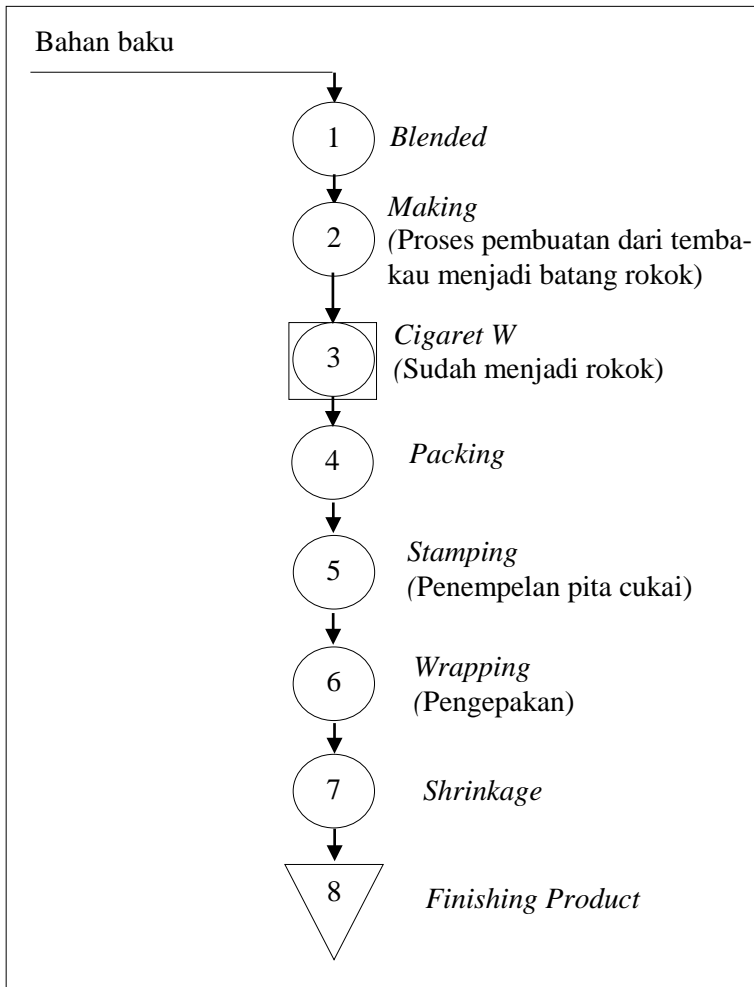 Bahan baku
1
Blended
2
Making
(Proses pembuatan dari temba-
kau menjadi batang rokok)
3
Cigaret W
(Sudah menjadi rokok)
4
Packing
5
Stamping
(Penempelan pita cukai)
6
Wrapping
(Pengepakan)
7
Shrinkage
8
Finishing Product